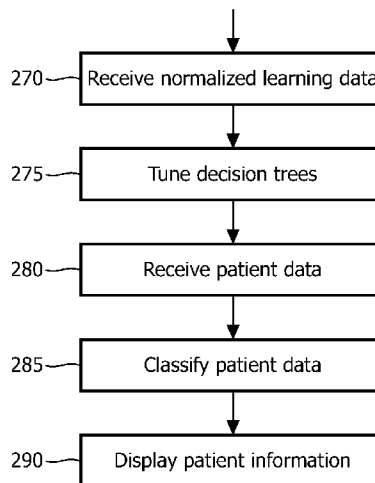 270 Receive normalized learning data
275 Tune decision trees
280 Receive patient data
285 Classify patient data
290 Display patient information